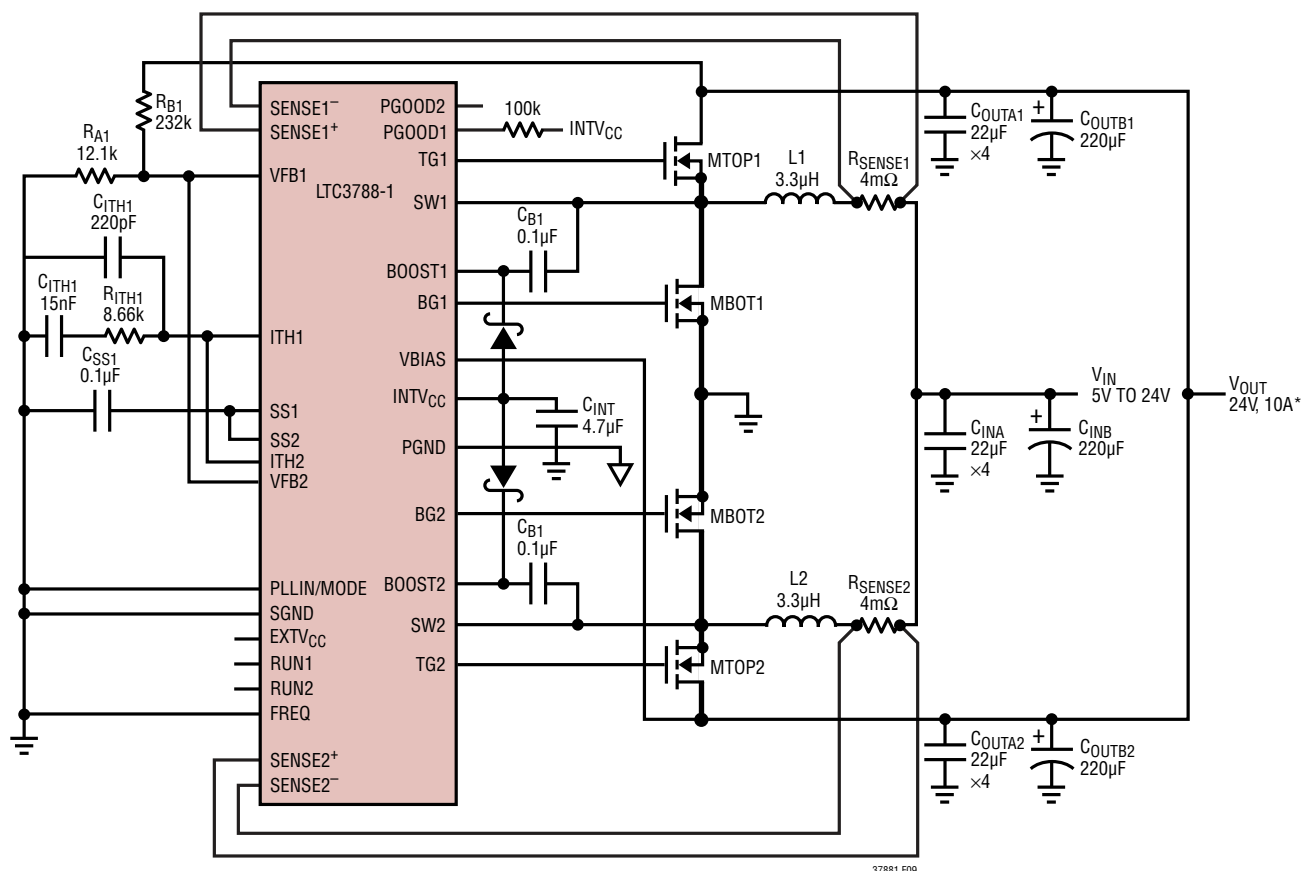 SENSE1–
SENSE1+
VFB1
LTC3788-1
ITH1
SS1
SS2
ITH2
VFB2
PLLIN/MODE
SGND
EXTVCC
RUN1
RUN2
FREQ
SENSE2+
SENSE2–
PGOOD2
PGOOD1
TG1
SW1
BOOST1
BG1
VBIAS
INTVCC
PGND
BG2
BOOST2
SW2
TG2
RB1
232k
RA1
12.1k
CITH1
220pF
CITH1
15nF
RITH1
8.66k
CSS1
0.1µF
100k
INTVCC
CB1
0.1µF
CINT
4.7µF
CB1
0.1µF
MTOP1
MBOT1
MBOT2
MTOP2
L1
3.3µH
RSENSE1
4mΩ
L2
3.3µH
RSENSE2
4mΩ
COUTA1
22µF
×4
+
COUTB1
220µF
VIN
5V TO 24V
VOUT
24V, 10A*
CINA
22µF
×4
+
CINB
220µF
COUTA2
22µF
×4
+
COUTB2
220µF
37881 F09